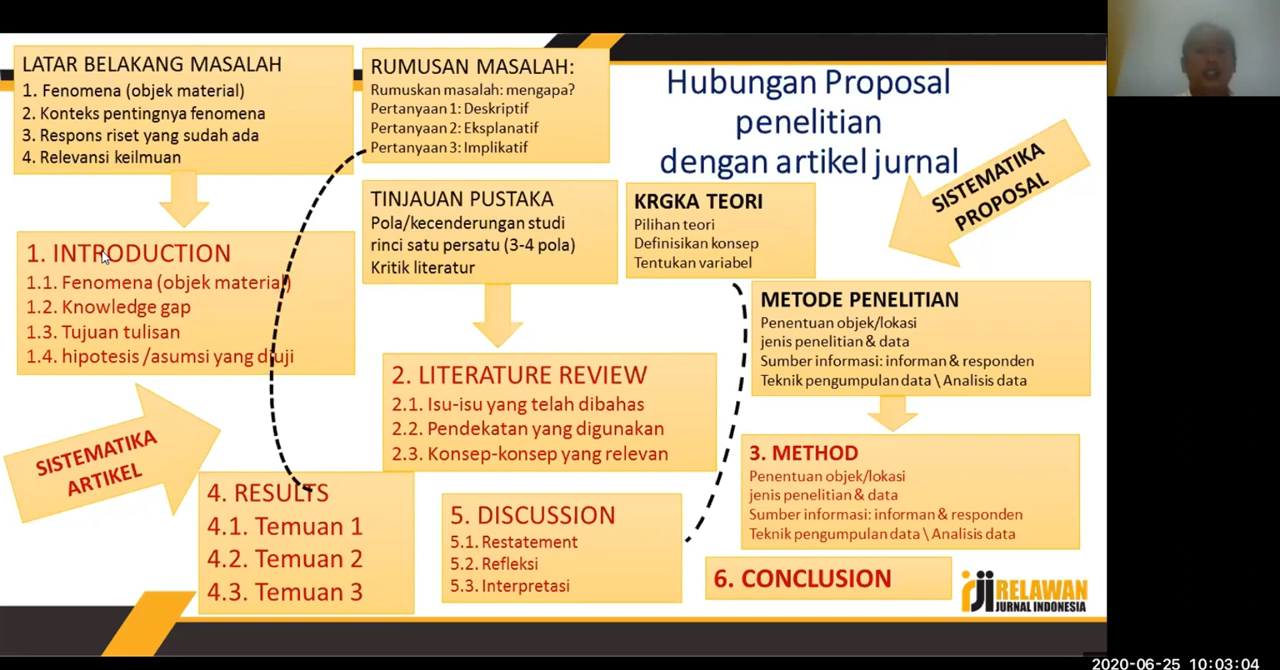 LATAR BELAKANG MASALAH
1. Fenomena (objek material)
2. Konteks pentingnya fenomena
3. Respons riset yang sudah ada
4. Relevansi keilmuan
RUMUSAN MASALAH:
Rumuskan masalah: mengapa?
Pertanyaan 1: Deskriptif
Pertanyaan 2: Eksplanatif
Pertanyaan 3: Implikatif
Hubungan Proposal
penelitian
dengan artikel jurnal
SISTEMATIKA
PROPOSAL
TINJAUAN PUSTAKA
Pola/kecenderungan studi
rinci satu persatu (3-4 pola)
Kritik literatur
KRGKA TEORI
Pilihan teori
Definisikan konsep
Tentukan variabel
1. INTRODUCTION
1.1. Fenomena (objek material)
1.2. Knowledge gap
1.3. Tujuan tulisan
1.4. hipotesis /asumsi yang diuji
METODE PENELITIAN
Penentuan objek/lokasi
jenis penelitian & data
Sumber informasi: informan & responden
Teknik pengumpulan data \ Analisis data
2. LITERATURE REVIEW
2.1. Isu-isu yang telah dibahas
2.2. Pendekatan yang digunakan
2.3. Konsep-konsep yang relevan
SISTEMATIKA
ARTIKEL
3. METHOD
Penentuan objek/lokasi
jenis penelitian & data
Sumber informasi: informan & responden
Teknik pengumpulan data \ Analisis data
4. RESULTS
4.1. Temuan 1
4.2. Temuan 2
4.3. Temuan 3
5. DISCUSSION
5.1. Restatement
5.2. Refleksi
5.3. Interpretasi
6. CONCLUSION
rji RELAWAN
JURNAL INDONESIA
2020-06-25 10:03:04